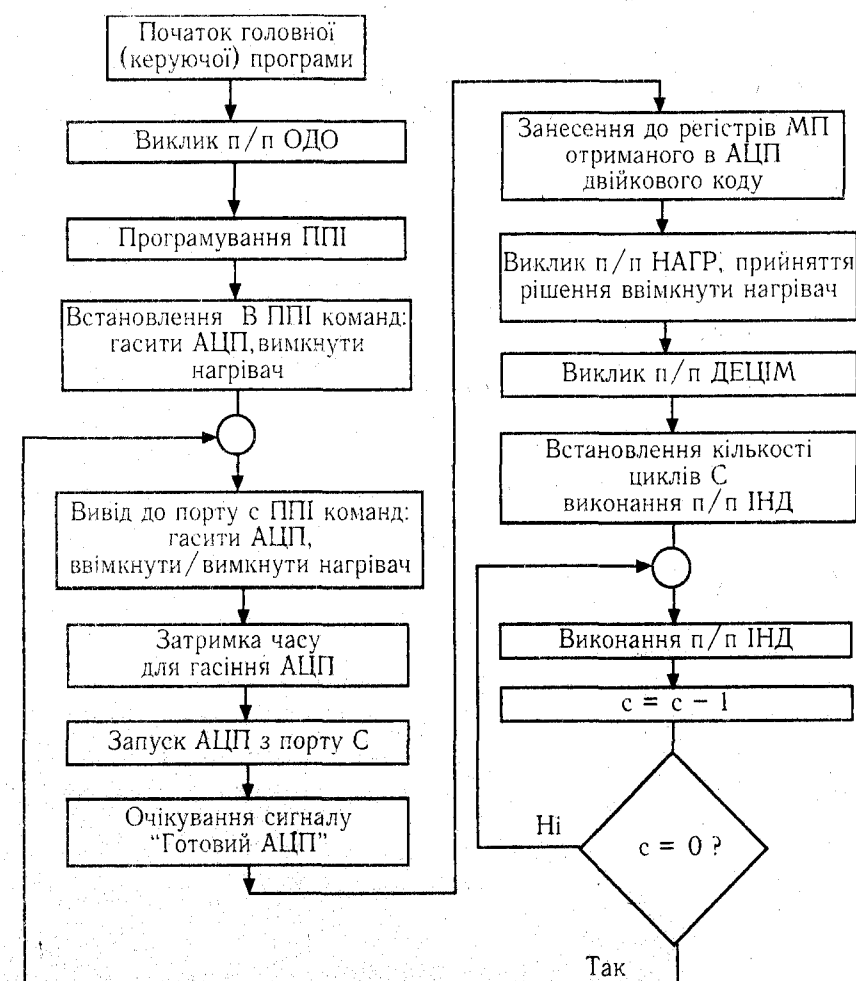 Початок головної
(керуючої) програми
Виклик п/п ОДО
Програмування ППІ
Встановлення В ППІ команд:
гасити АЦП, вимкнути
нагрівач
Вивід до порту с ППІ команд:
гасити АЦП,
ввімкнути/вимкнути нагрівач
Затримка часу
для гасіння АЦП
Запуск АЦП з порту С
Очікування сигналу
“Готовий АЦП”
Занесення до регістрів МП
отриманого в АЦП
двійкового коду
Виклик п/п НАГР, прийняття
рішення ввімкнути нагрівач
Виклик п/п ДЕЦІМ
Встановлення кількості
циклів С
виконання п/п ІНД
Виконання п/п ІНД
с = с − 1
Ні
с = 0 ?
Так